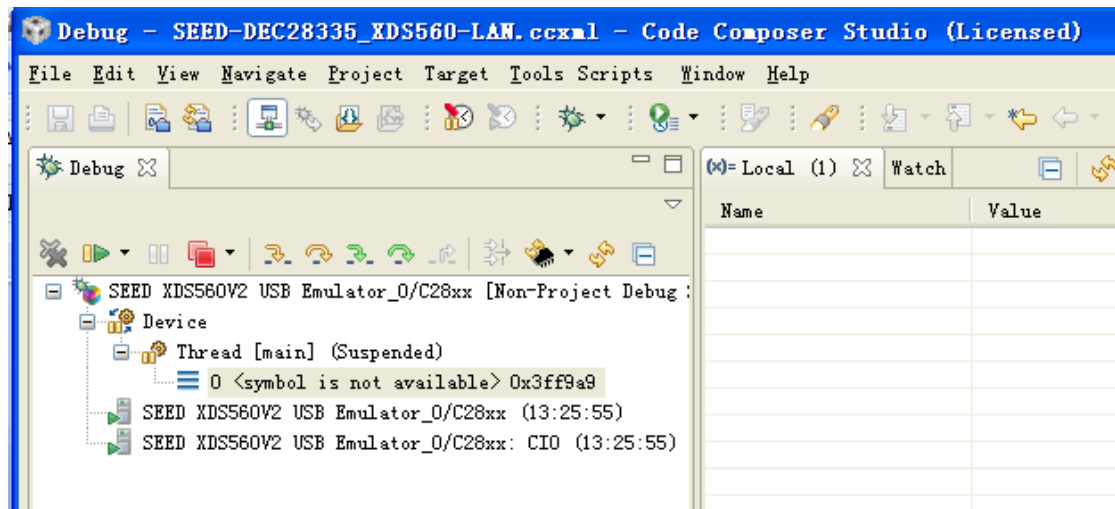 Debug - SEED-DEC28335_XDS560-LAN.ccxml - Code Composer Studio (Licensed)
File Edit View Navigate Project Target Tools Scripts Window Help
Debug
(x)= Local (1) Watch
Name Value
SEED XDS560V2 USB Emulator_0/C28xx [Non-Project Debug
Device
Thread [main] (Suspended)
0 <symbol is not available> 0x3ff9a9
SEED XDS560V2 USB Emulator_0/C28xx (13:25:55)
SEED XDS560V2 USB Emulator_0/C28xx: CIO (13:25:55)